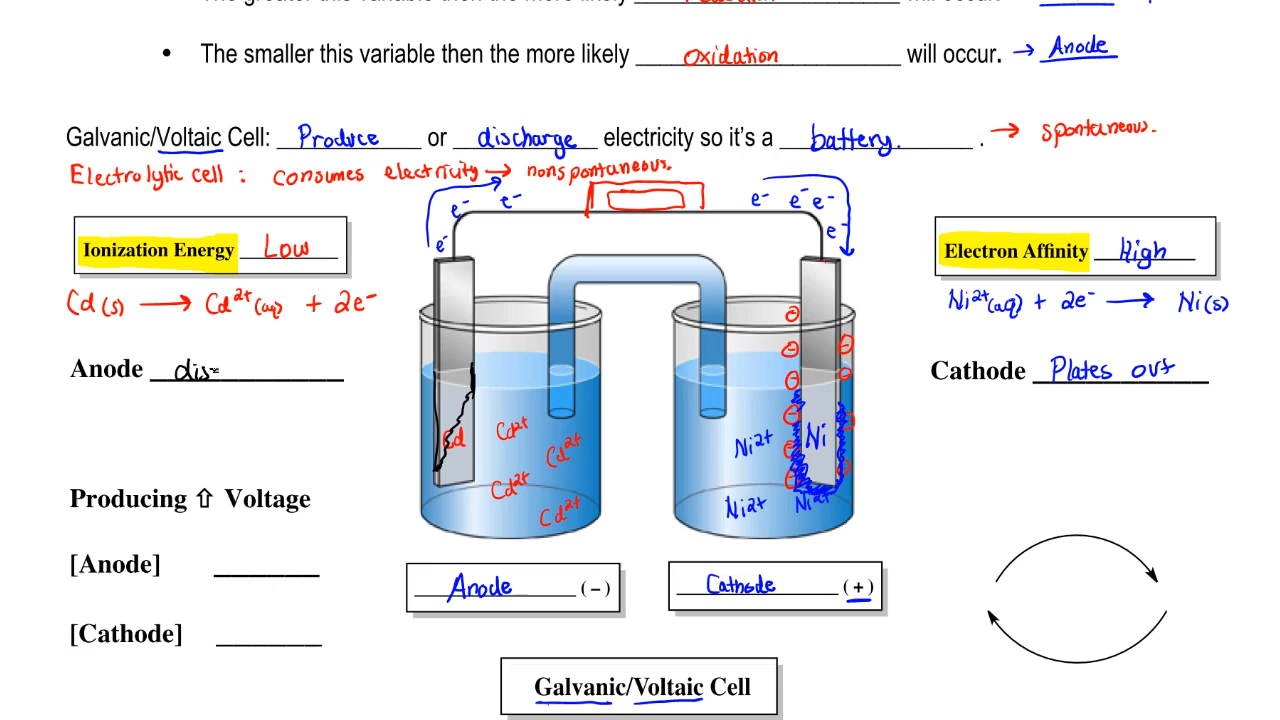 The smaller this variable then the more likely oxidation will occur. → Anode
Galvanic/Voltaic Cell: Produce or discharge electricity so it's a battery. . → spontaneous.
Electrolytic cell : consumes electricity → nonspontaneous.
e⁻ e⁻ e⁻ e⁻ e⁻ e⁻ e⁻
Ionization Energy Low
Electron Affinity High
Cd(s) → Cd²⁺(aq) + 2e⁻
Ni²⁺(aq) + 2e⁻ → Ni(s)
Anode dis
Cathode Plates out
Cd Cd²⁺ Cd²⁺ Cd²⁺ Cd²⁺
Ni²⁺ Ni Ni²⁺ Ni²⁺
Producing ⇧ Voltage
[Anode] ______
[Cathode] ______
Anode (−)
Cathode (+)
Galvanic/Voltaic Cell